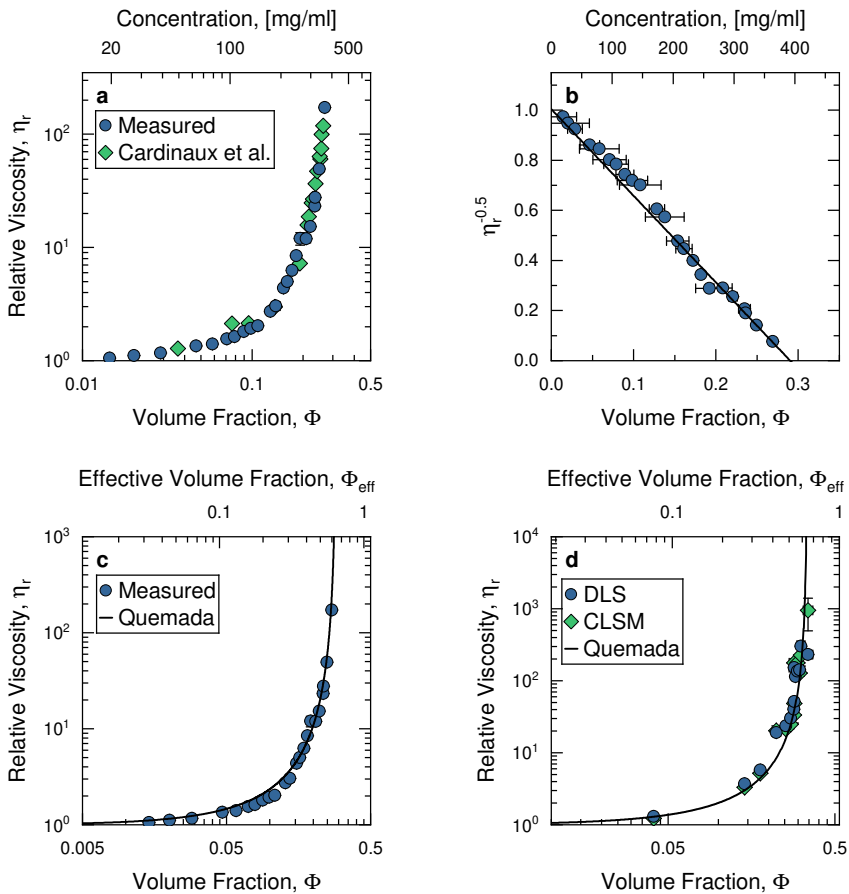 Concentration, [mg/ml]
20 100 500
a
Measured
Cardinaux et al.
Relative Viscosity, ηr
10^2
10^1
10^0
0.01 0.1 0.5
Volume Fraction, Φ
Concentration, [mg/ml]
0 100 200 300 400
b
ηr^-0.5
1.0
0.8
0.6
0.4
0.2
0.0
0.0 0.1 0.2 0.3
Volume Fraction, Φ
Effective Volume Fraction, Φeff
0.1 1
c
Measured
Quemada
Relative Viscosity, ηr
10^3
10^2
10^1
10^0
0.005 0.05 0.5
Volume Fraction, Φ
Effective Volume Fraction, Φeff
0.1 1
d
DLS
CLSM
Quemada
Relative Viscosity, ηr
10^4
10^3
10^2
10^1
10^0
0.05 0.5
Volume Fraction, Φ